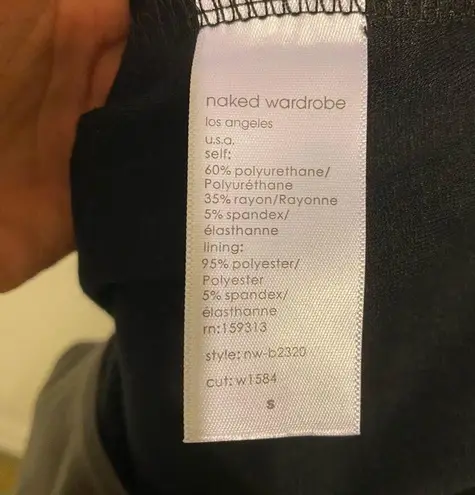 naked wardrobe
los angeles
u.s.a.
self:
60% polyurethane/
Polyuréthane
35% rayon/Rayonne
5% spandex/
élasthanne
lining:
95% polyester/
Polyester
5% spandex/
élasthanne
rn:159313
style: nw-b2320
cut: w1584
s